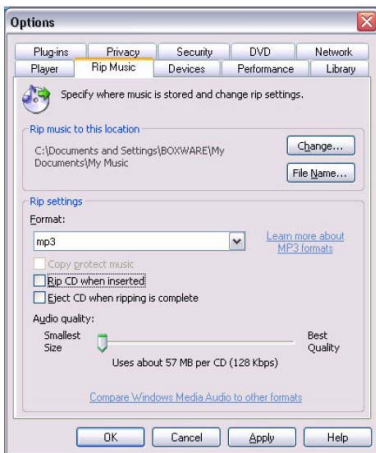 Options
Plug-ins Privacy Security DVD Network
Player Rip Music Devices Performance Library
Specify where music is stored and change rip settings.
Rip music to this location
C:\Documents and Settings\BOXWARE\My
Documents\My Music
Change...
File Name...
Rip settings
Format:
mp3
Learn more about
MP3 formats
Copy protect music
Rip CD when inserted
Eject CD when ripping is complete
Audio quality:
Smallest
Size
Best
Quality
Uses about 57 MB per CD (128 Kbps)
Compare Windows Media Audio to other formats
OK Cancel Apply Help